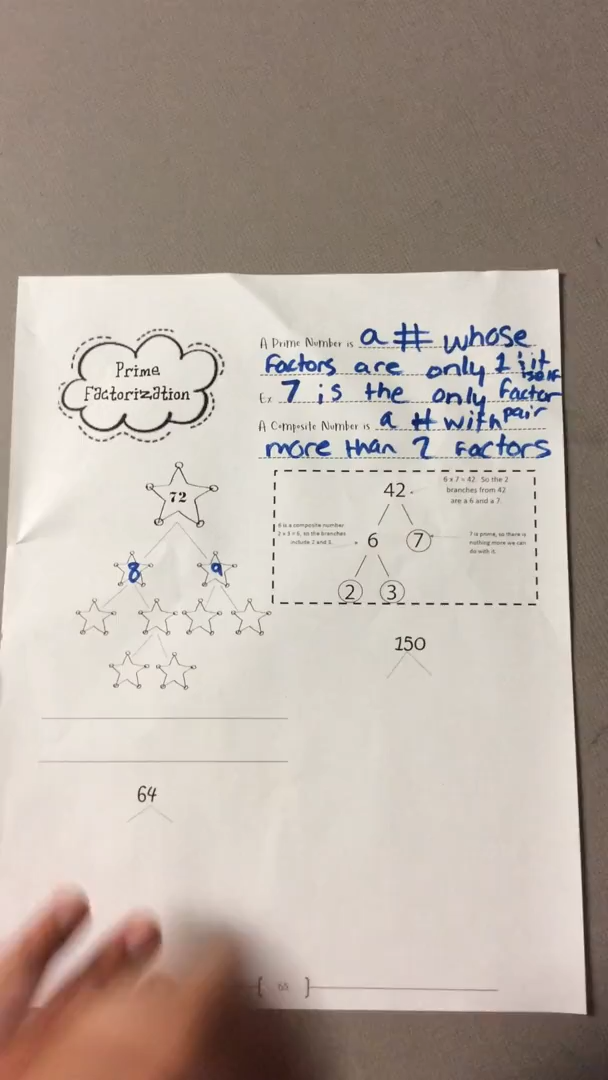 Prime
Factorization
A Prime Number is a # whose
factors are only 1 & it
self
Ex 7 is the only factor
pair
A Composite Number is a # with
more than 2 factors
72
8 9
42
6 x 7 = 42. So the 2
branches from 42
are a 6 and a 7.
6 is a composite number.
2 x 3 = 6, so the branches
include 2 and 3.
6 7
7 is prime, so there is
nothing more we can
do with it.
2 3
150
64
65